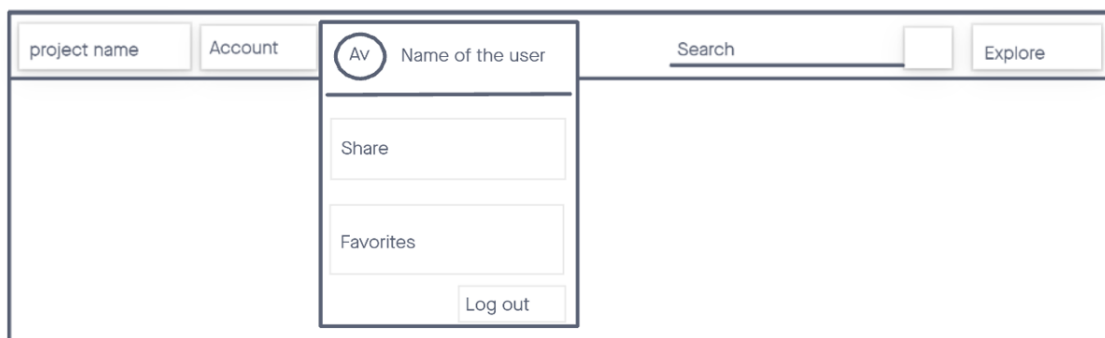 project name
Account
Av
Name of the user
Search
Explore
Share
Favorites
Log out